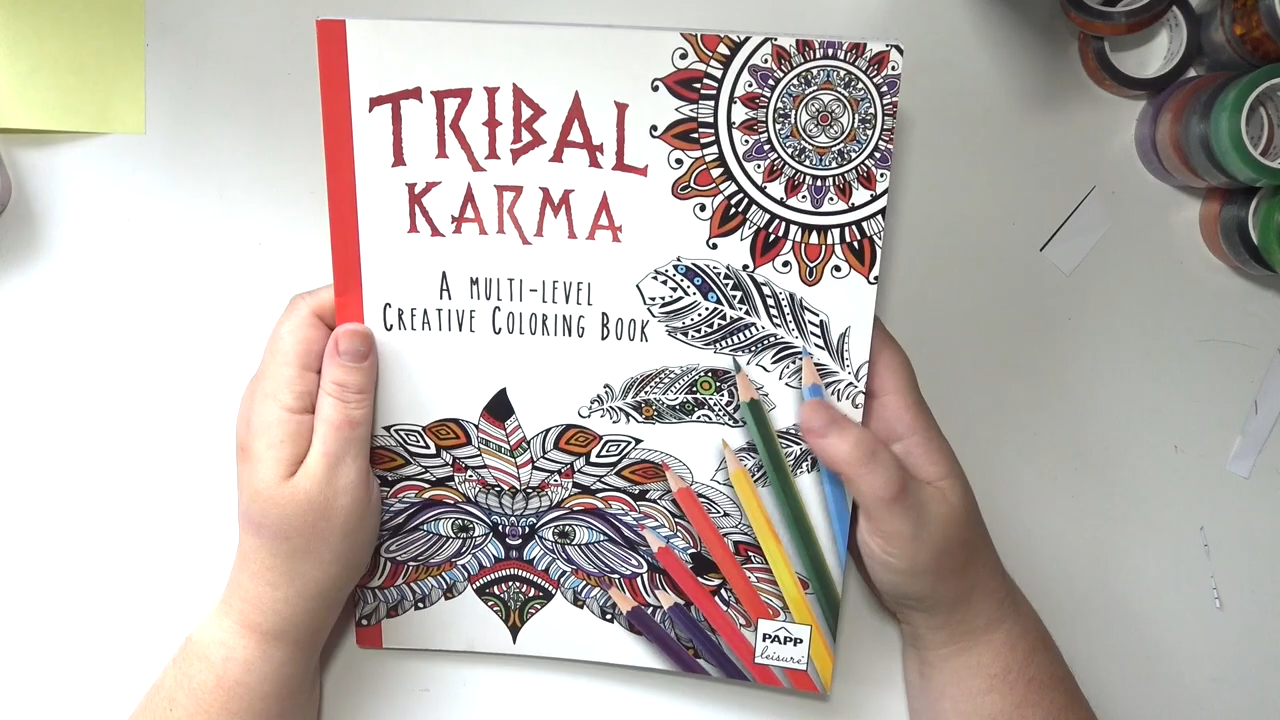 TRIBAL
KARMA
A MULTI-LEVEL
CREATIVE COLORING BOOK
PAPP
leisure